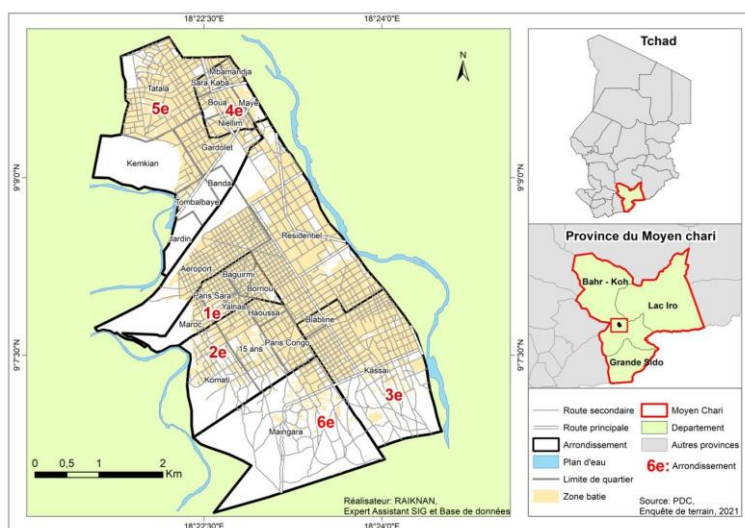 18°22'30"E
18°24'0"E
N
Mbamandja
Tatala
Sara Kaba
5e
Boua
Maye
4e
Niellim
Gardolet
Kemkian
Banda
Tombalbaye
Jardin
Residentiel
Aeroport
Baguirmi
Bornou
Paris Sara
Yalnas
1e
Haoussa
Maroc
Blabline
2e
15 ans
Paris Congo
Komati
Kassai
3e
6e
Maingara
9°9'0"N
9°7'30"N
9°9'0"N
9°7'30"N
0 0,5 1 2
Km
Réalisateur: RAIKNAN,
Expert Assistant SIG et Base de données
18°22'30"E
18°24'0"E
Tchad
Province du Moyen chari
Bahr - Koh
Lac Iro
Grande Sido
Route secondaire
Route principale
Arrondissement
Plan d'eau
Limite de quartier
Zone batie
Moyen Chari
Departement
Autres provinces
6e: Arrondissement
Source: PDC,
Enquête de terrain, 2021